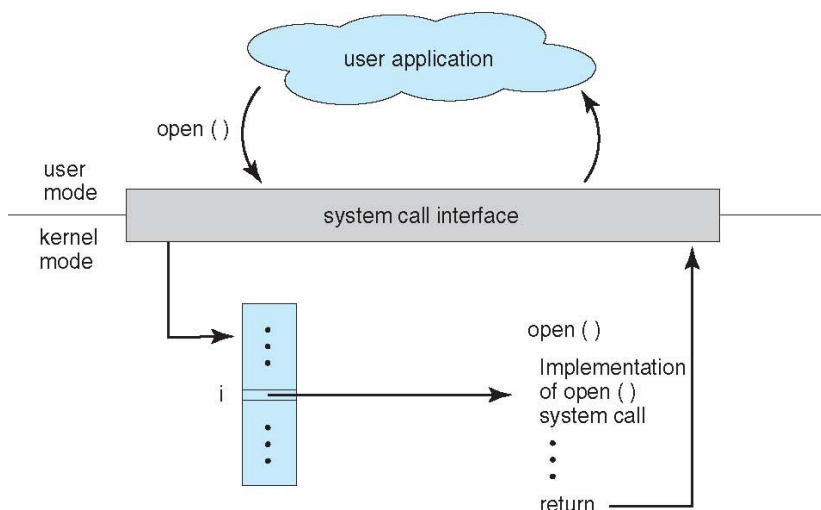 user application
open ( )
user
mode
system call interface
kernel
mode
open ( )
i
Implementation
of open ( )
system call
return